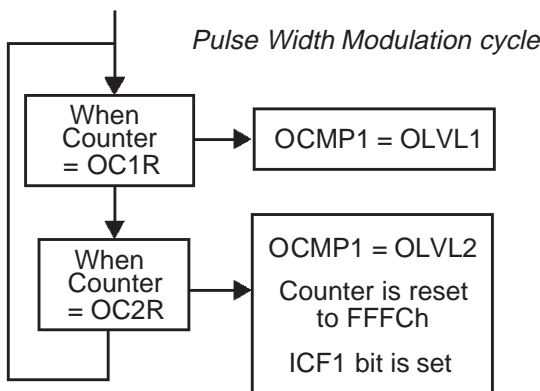 Pulse Width Modulation cycle
When
Counter
= OC1R
OCMP1 = OLVL1
When
Counter
= OC2R
OCMP1 = OLVL2
Counter is reset
to FFFCh
ICF1 bit is set